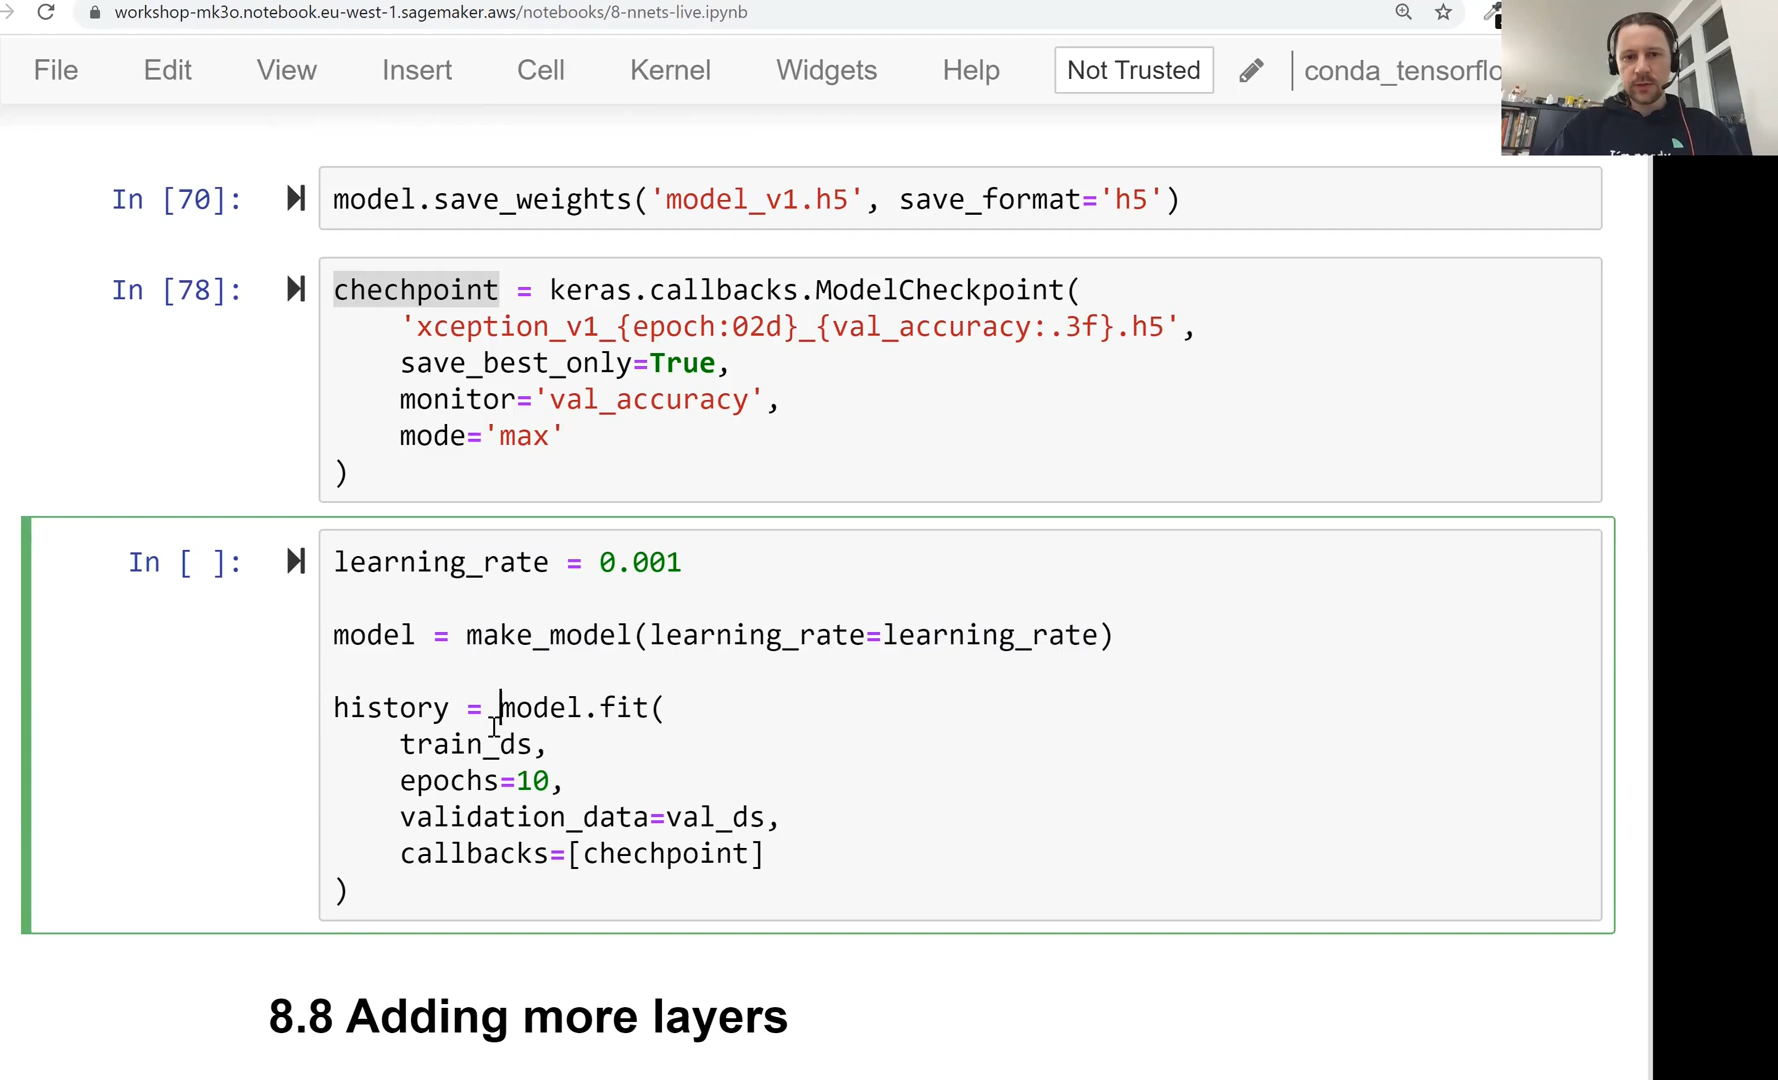 workshop-mk3o.notebook.eu-west-1.sagemaker.aws/notebooks/8-nnets-live.ipynb
File Edit View Insert Cell Kernel Widgets Help Not Trusted conda_tensorflo
In [70]: model.save_weights('model_v1.h5', save_format='h5')
In [78]: chechpoint = keras.callbacks.ModelCheckpoint(
'xception_v1_{epoch:02d}_{val_accuracy:.3f}.h5',
save_best_only=True,
monitor='val_accuracy',
mode='max'
)
In [ ]: learning_rate = 0.001
model = make_model(learning_rate=learning_rate)
history = model.fit(
train_ds,
epochs=10,
validation_data=val_ds,
callbacks=[chechpoint]
)
8.8 Adding more layers